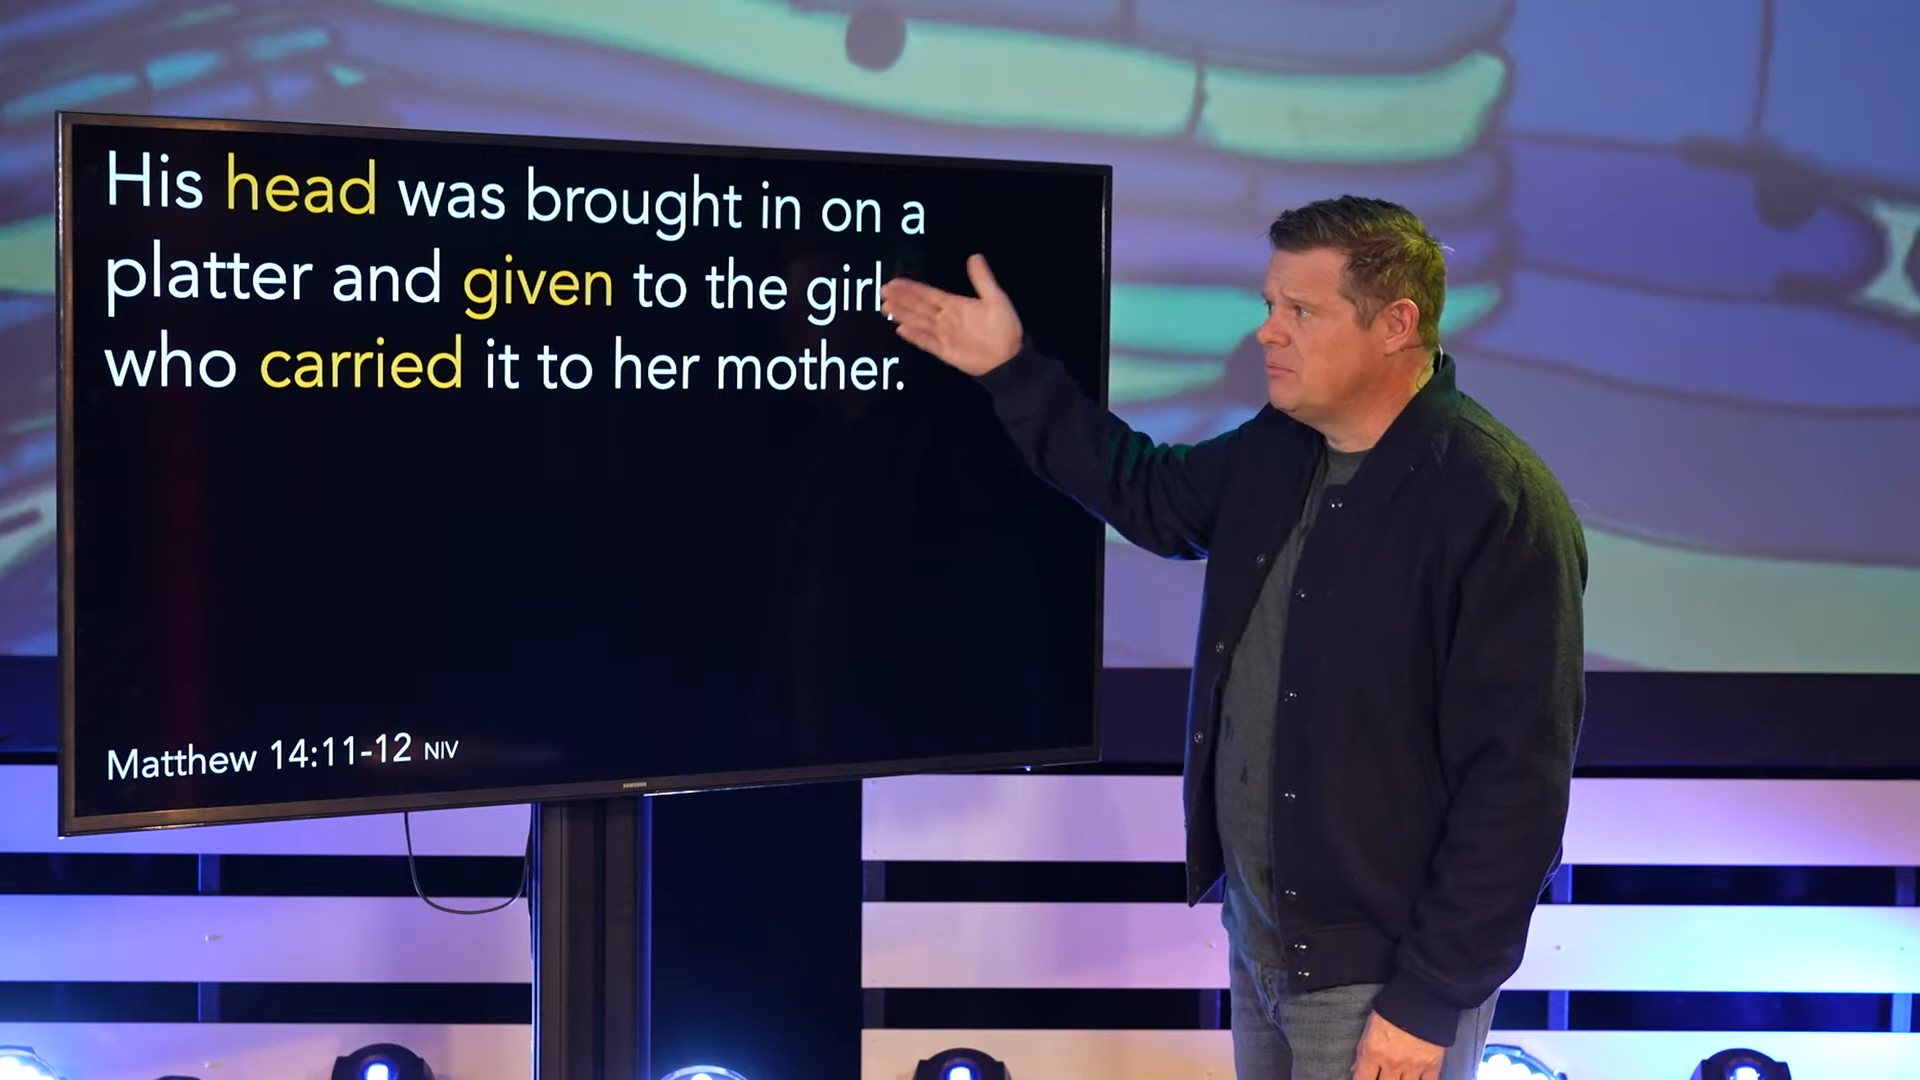 His head was brought in on a
platter and given to the girl,
who carried it to her mother.
Matthew 14:11-12 NIV
SAMSUNG